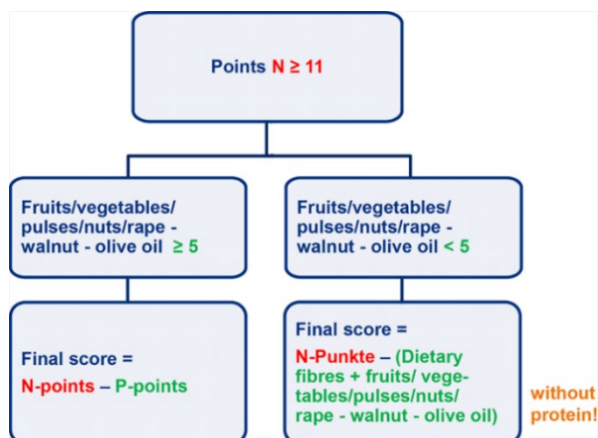 Points N ≥ 11
Fruits/vegetables/
pulses/nuts/rape -
walnut - olive oil ≥ 5
Fruits/vegetables/
pulses/nuts/rape -
walnut - olive oil < 5
Final score =
N-points – P-points
Final score =
N-Punkte – (Dietary
fibres + fruits/ vege-
tables/pulses/nuts/
rape - walnut - olive oil)
without
protein!